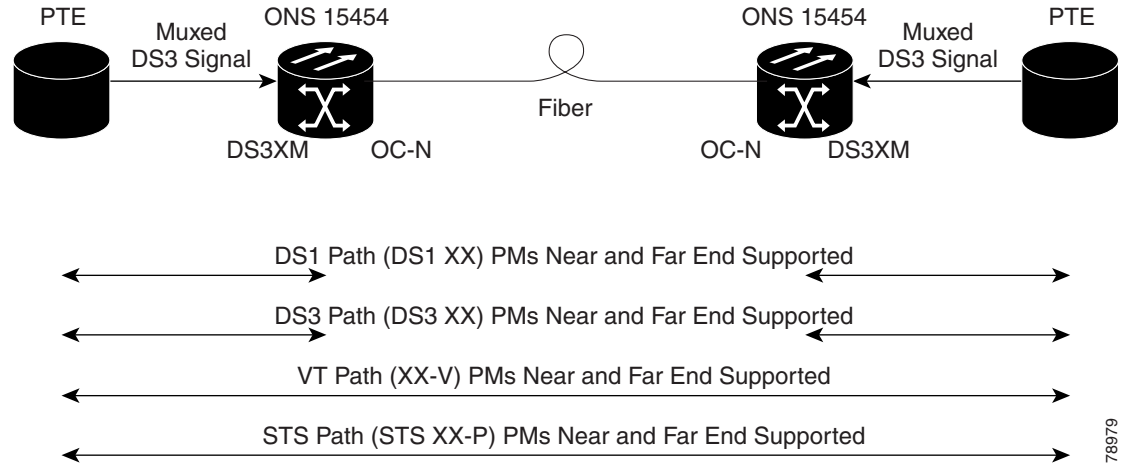 PTE
ONS 15454
ONS 15454
PTE
Muxed
DS3 Signal
Muxed
DS3 Signal
Fiber
DS3XM
OC-N
OC-N
DS3XM
DS1 Path (DS1 XX) PMs Near and Far End Supported
DS3 Path (DS3 XX) PMs Near and Far End Supported
VT Path (XX-V) PMs Near and Far End Supported
STS Path (STS XX-P) PMs Near and Far End Supported
78979